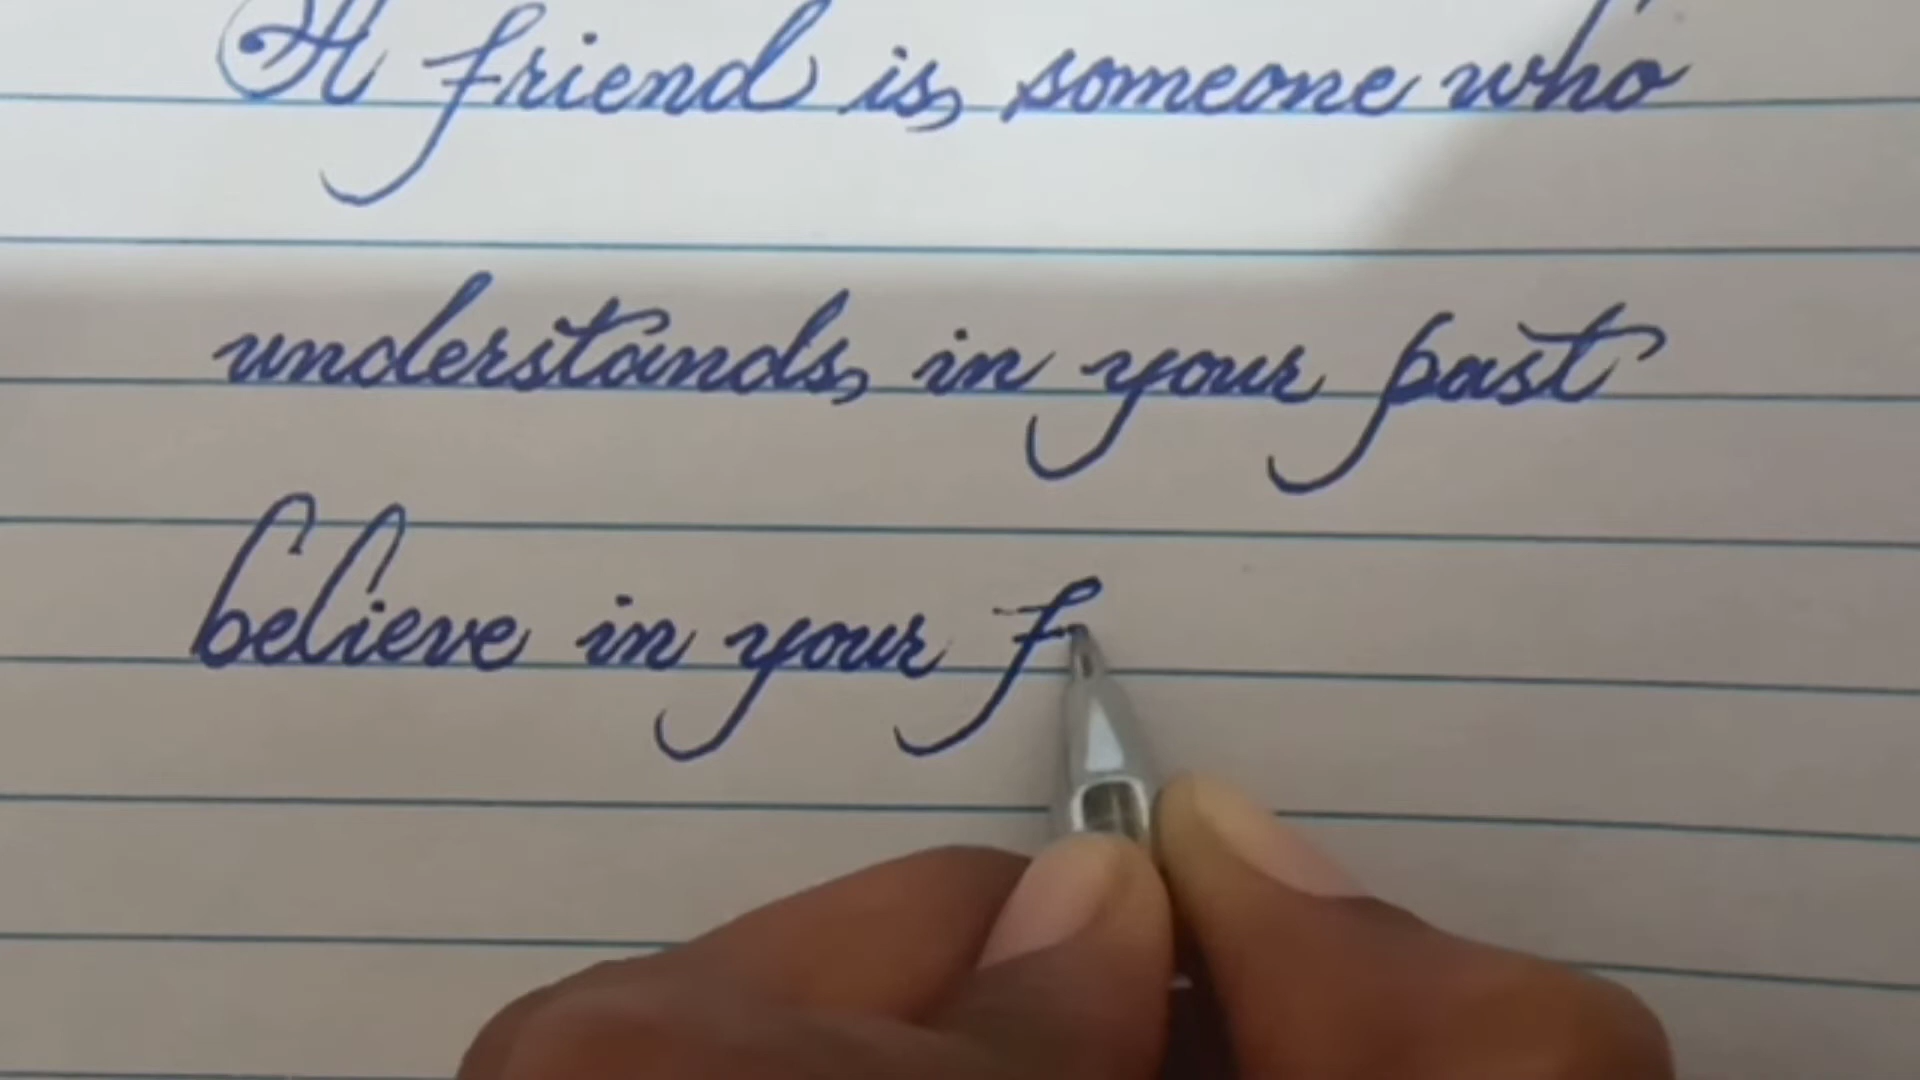 A friend is someone who
understands in your past
believe in your f